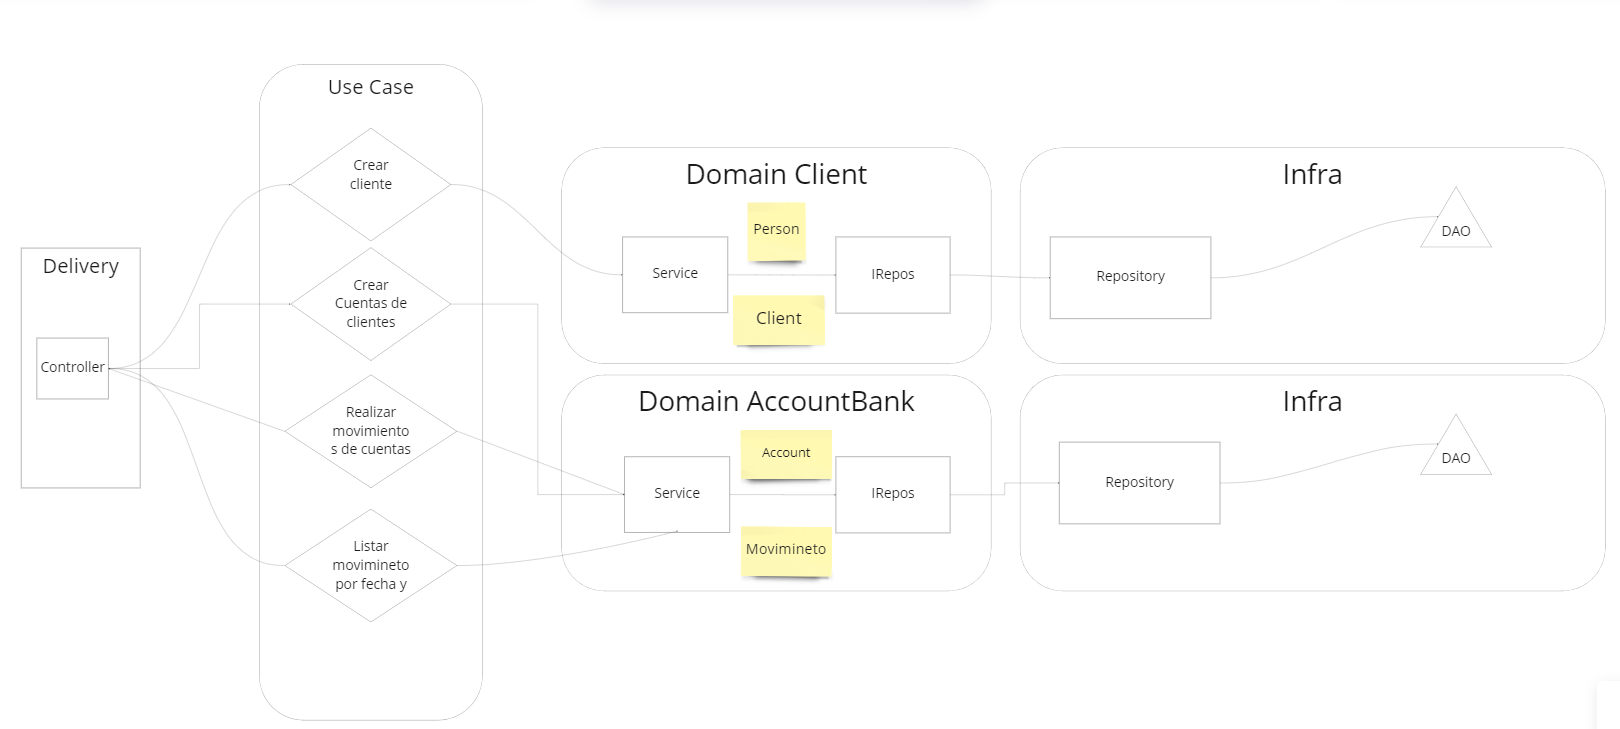 Use Case
Crear
cliente
Crear
Cuentas de
clientes
Realizar
movimiento
s de cuentas
Listar
movimineto
por fecha y
Delivery
Controller
Domain Client
Person
Service
IRepos
Client
Infra
DAO
Repository
Domain AccountBank
Account
Service
IRepos
Movimineto
Infra
DAO
Repository